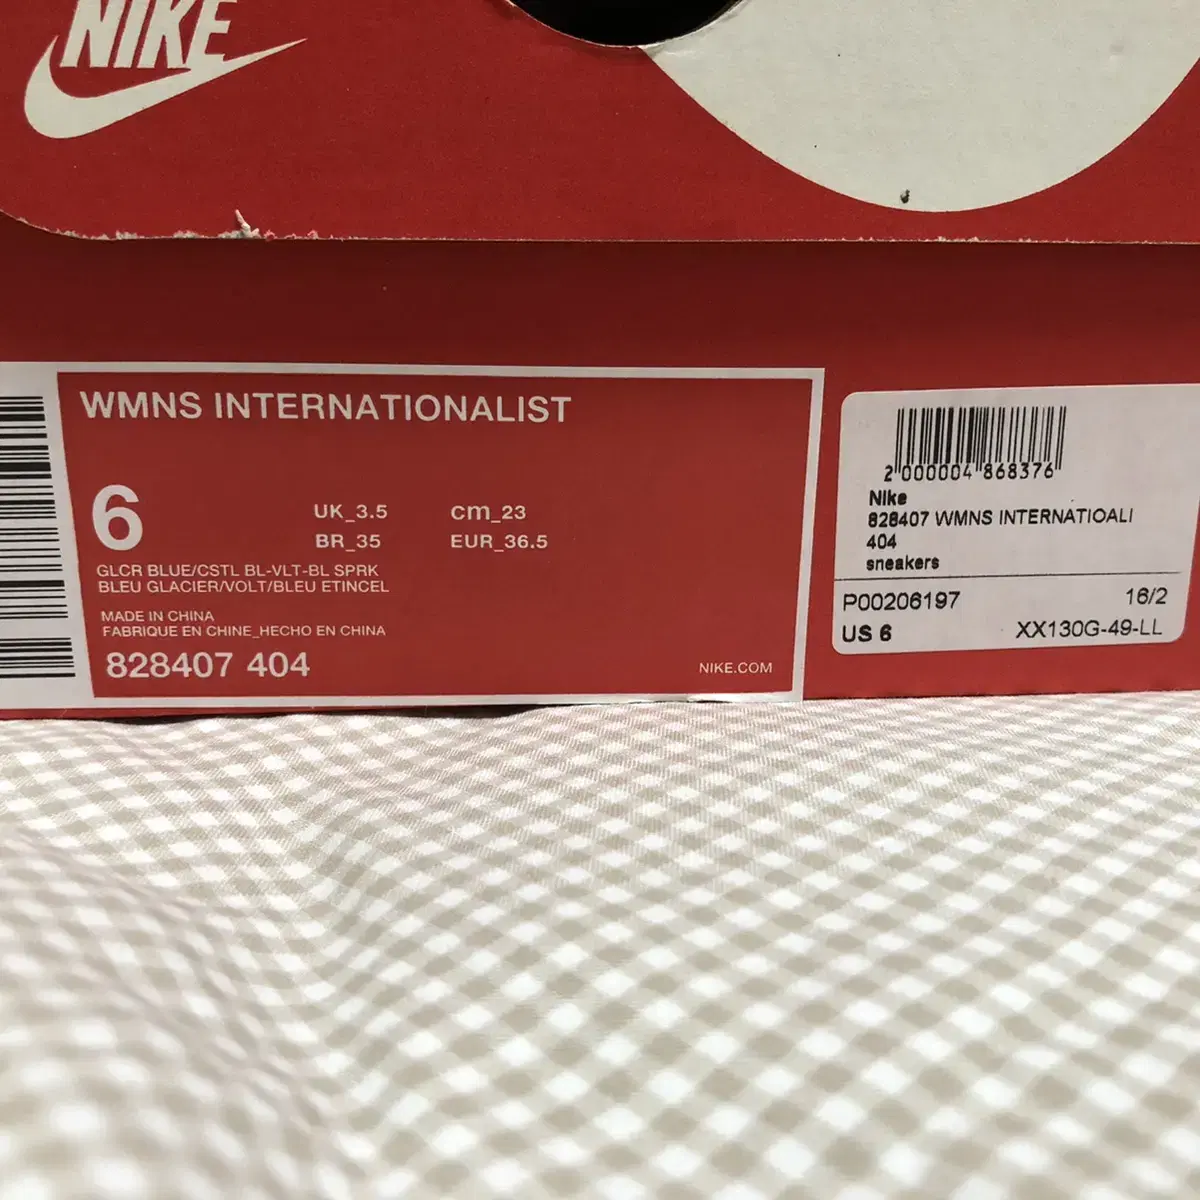 NIKE
WMNS INTERNATIONALIST
6
UK_3.5 cm_23
BR_35 EUR_36.5
GLCR BLUE/CSTL BL-VLT-BL SPRK
BLEU GLACIER/VOLT/BLEU ETINCEL
MADE IN CHINA
FABRIQUE EN CHINE_HECHO EN CHINA
828407 404
NIKE.COM
2 000004 868376
Nike
828407 WMNS INTERNATIOALI
404
sneakers
P00206197 16/2
US 6 XX130G-49-LL